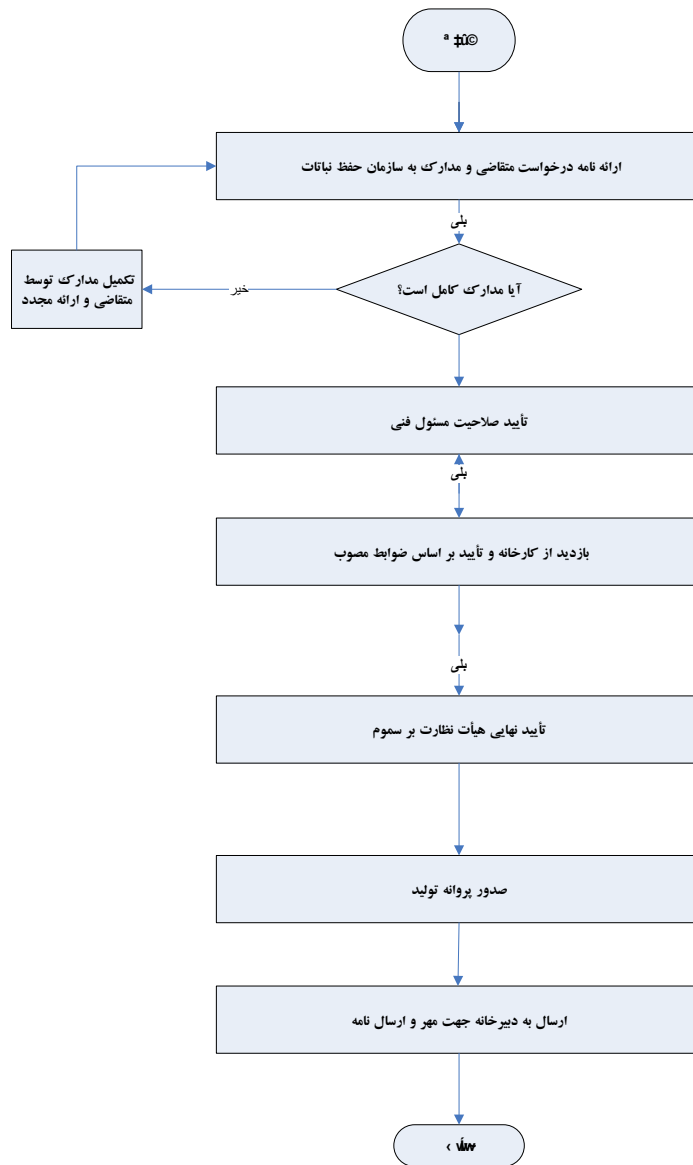 ارائه نامه درخواست متقاضی و مدارک به سازمان حفظ نباتات
بلی
آیا مدارک کامل است؟
خیر
تکمیل مدارک توسط
متقاضی و ارائه مجدد
تأیید صلاحیت مسئول فنی
بلی
بازدید از کارخانه و تأیید بر اساس ضوابط مصوب
بلی
تأیید نهایی هیأت نظارت بر سموم
صدور پروانه تولید
ارسال به دبیرخانه جهت مهر و ارسال نامه